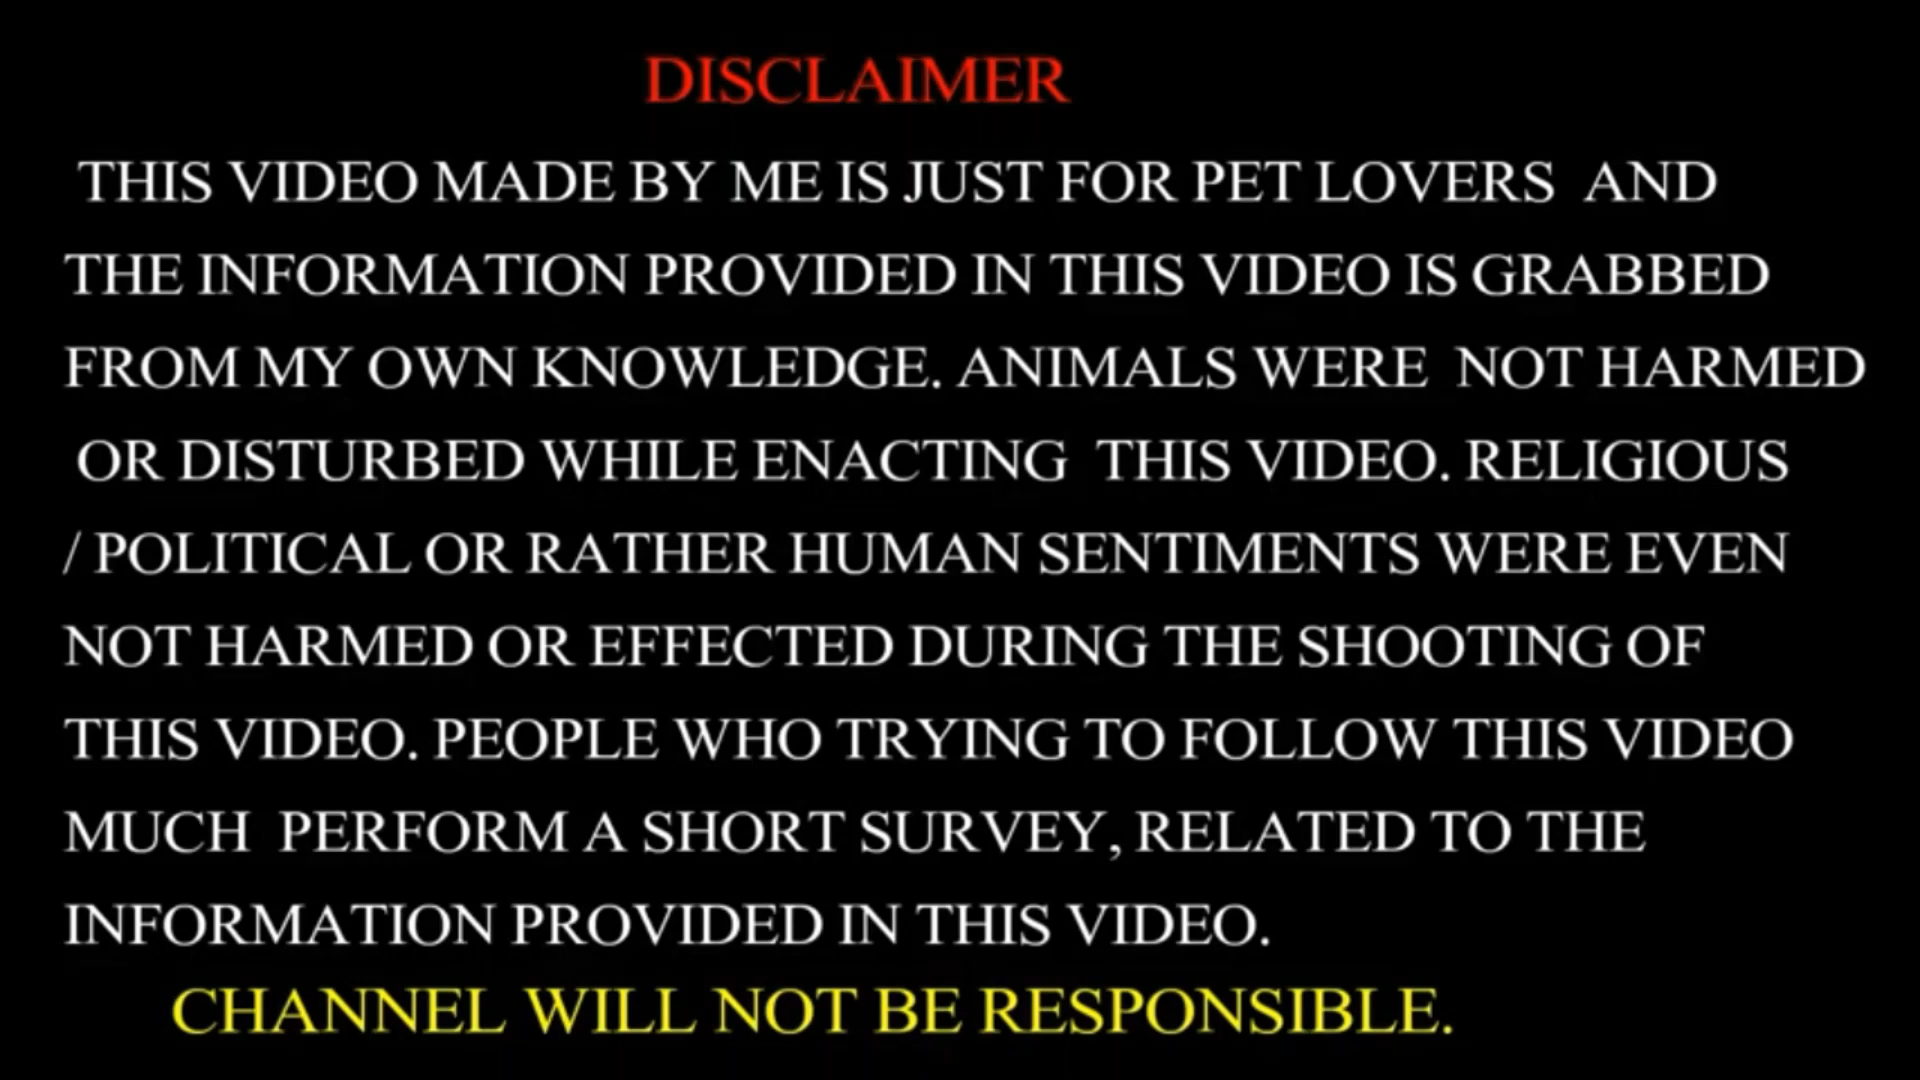 DISCLAIMER
THIS VIDEO MADE BY ME IS JUST FOR PET LOVERS AND
THE INFORMATION PROVIDED IN THIS VIDEO IS GRABBED
FROM MY OWN KNOWLEDGE. ANIMALS WERE NOT HARMED
OR DISTURBED WHILE ENACTING THIS VIDEO. RELIGIOUS
/ POLITICAL OR RATHER HUMAN SENTIMENTS WERE EVEN
NOT HARMED OR EFFECTED DURING THE SHOOTING OF
THIS VIDEO. PEOPLE WHO TRYING TO FOLLOW THIS VIDEO
MUCH PERFORM A SHORT SURVEY, RELATED TO THE
INFORMATION PROVIDED IN THIS VIDEO.
CHANNEL WILL NOT BE RESPONSIBLE.